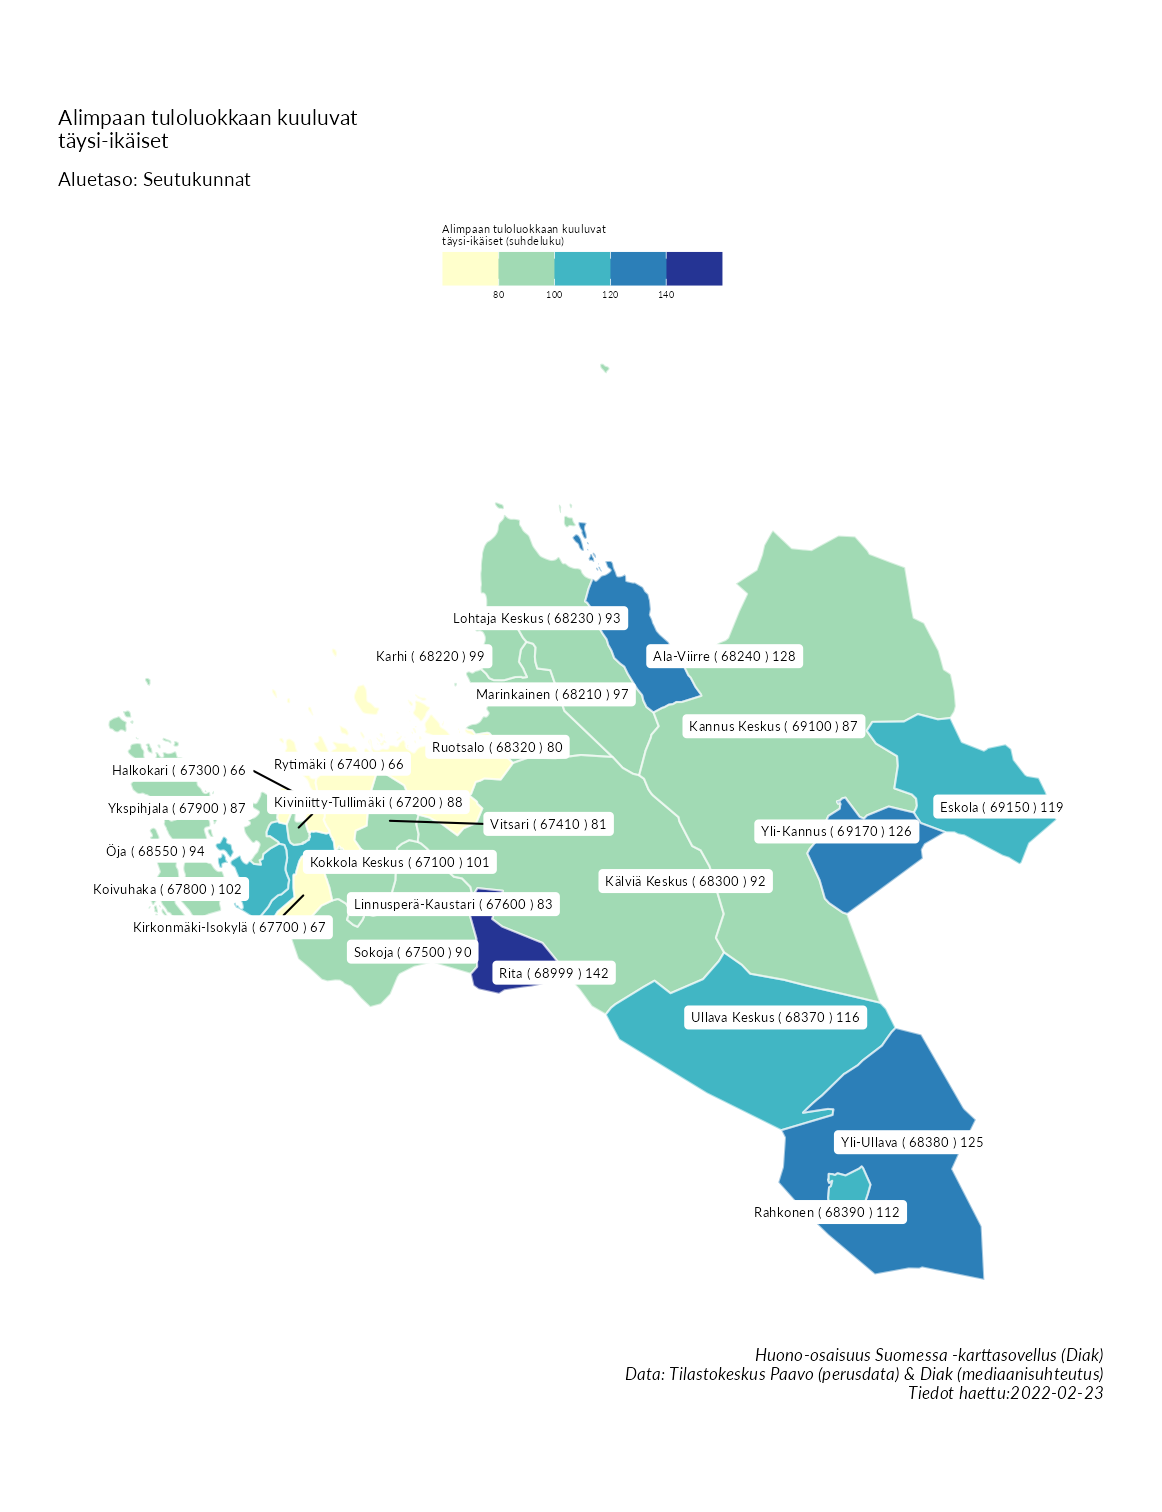 Alimpaan tuloluokkaan kuuluvat
täysi-ikäiset
Aluetaso: Seutukunnat
Alimpaan tuloluokkaan kuuluvat
täysi-ikäiset (suhdeluku)
80 100 120 140
Lohtaja Keskus ( 68230 ) 93
Karhi ( 68220 ) 99
Ala-Viirre ( 68240 ) 128
Marinkainen ( 68210 ) 97
Kannus Keskus ( 69100 ) 87
Ruotsalo ( 68320 ) 80
Rytimäki ( 67400 ) 66
Halkokari ( 67300 ) 66
Kiviniitty-Tullimäki ( 67200 ) 88
Ykspihjala ( 67900 ) 87
Eskola ( 69150 ) 119
Vitsari ( 67410 ) 81
Yli-Kannus ( 69170 ) 126
Öja ( 68550 ) 94
Kokkola Keskus ( 67100 ) 101
Kälviä Keskus ( 68300 ) 92
Koivuhaka ( 67800 ) 102
Linnusperä-Kaustari ( 67600 ) 83
Kirkonmäki-Isokylä ( 67700 ) 67
Sokoja ( 67500 ) 90
Rita ( 68999 ) 142
Ullava Keskus ( 68370 ) 116
Yli-Ullava ( 68380 ) 125
Rahkonen ( 68390 ) 112
Huono-osaisuus Suomessa -karttasovellus (Diak)
Data: Tilastokeskus Paavo (perusdata) & Diak (mediaanisuhteutus)
Tiedot haettu:2022-02-23